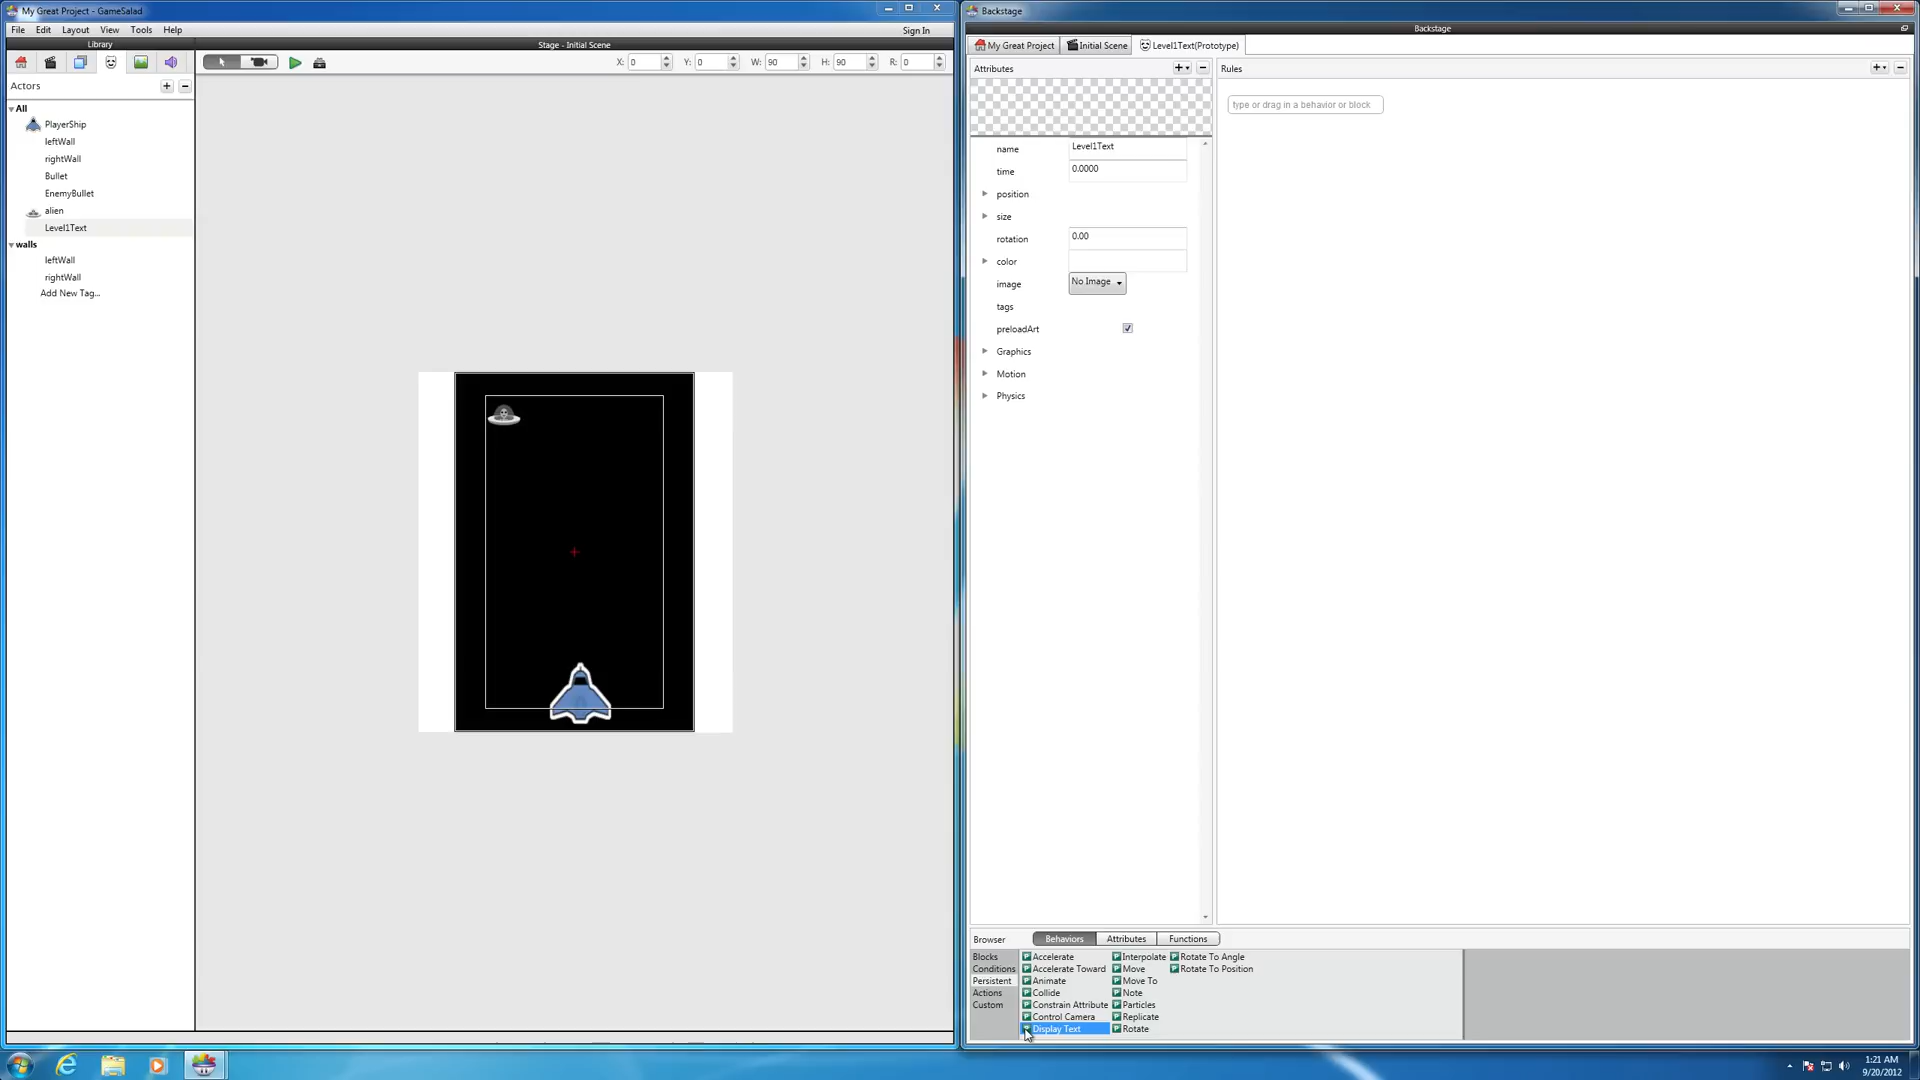 My Great Project - GameSalad
File Edit Layout View Tools Help
Sign In
Library
Stage - Initial Scene
X: 0 Y: 0 W: 90 H: 90 R: 0
Actors
All
PlayerShip
leftWall
rightWall
Bullet
EnemyBullet
alien
Level1Text
walls
leftWall
rightWall
Add New Tag...
Backstage
Backstage
My Great Project Initial Scene Level1Text(Prototype)
Attributes
Rules
type or drag in a behavior or block
name Level1Text
time 0.0000
position
size
rotation 0.00
color
image No Image
tags
preloadArt
Graphics
Motion
Physics
Browser Behaviors Attributes Functions
Blocks
Conditions
Persistent
Actions
Custom
Accelerate
Accelerate Toward
Animate
Collide
Constrain Attribute
Control Camera
Display Text
Interpolate
Move
Move To
Note
Particles
Replicate
Rotate
Rotate To Angle
Rotate To Position
1:21 AM
9/20/2012